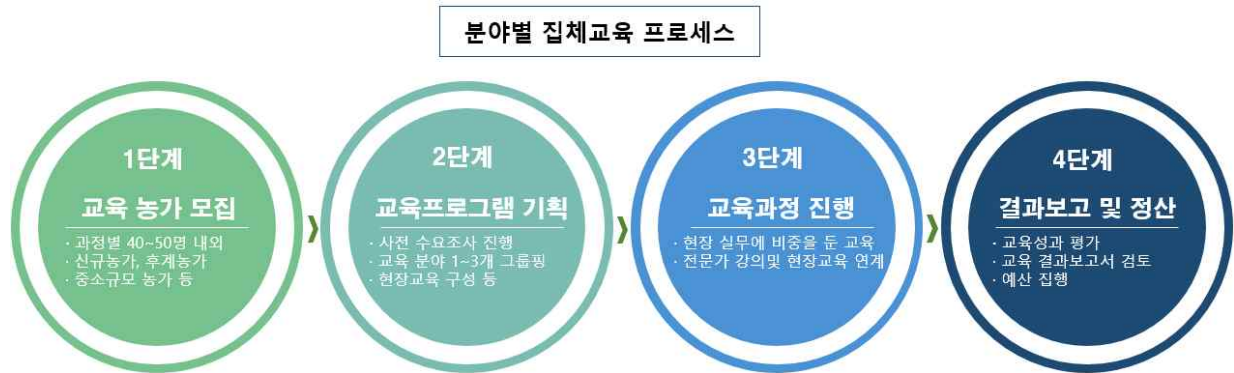 분야별 집체교육 프로세스
1단계
교육 농가 모집
· 과정별 40~50명 내외
· 신규농가, 후계농가
· 중소규모 농가 등
2단계
교육프로그램 기획
· 사전 수요조사 진행
· 교육 분야 1~3개 그룹핑
· 현장교육 구성 등
3단계
교육과정 진행
· 현장 실무에 비중을 둔 교육
· 전문가 강의및 현장교육 연계
4단계
결과보고 및 정산
· 교육성과 평가
· 교육 결과보고서 검토
· 예산 집행